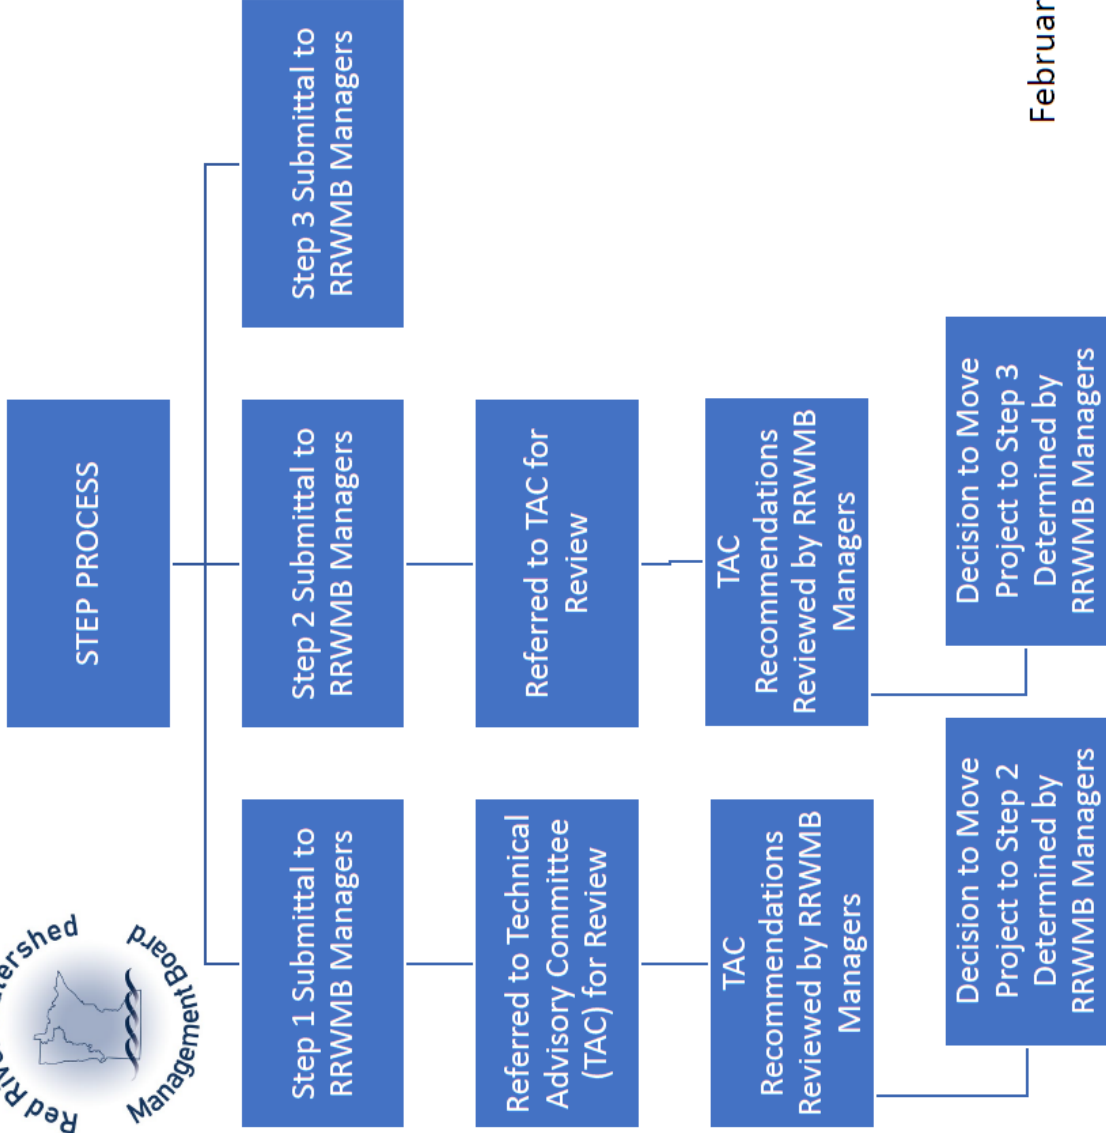 Red Rive
tershed
Management Board
STEP PROCESS
Step 1 Submittal to
RRWMB Managers
Referred to Technical
Advisory Committee
(TAC) for Review
TAC
Recommendations
Reviewed by RRWMB
Managers
Decision to Move
Project to Step 2
Determined by
RRWMB Managers
Step 2 Submittal to
RRWMB Managers
Referred to TAC for
Review
TAC
Recommendations
Reviewed by RRWMB
Managers
Decision to Move
Project to Step 3
Determined by
RRWMB Managers
Step 3 Submittal to
RRWMB Managers
Februar